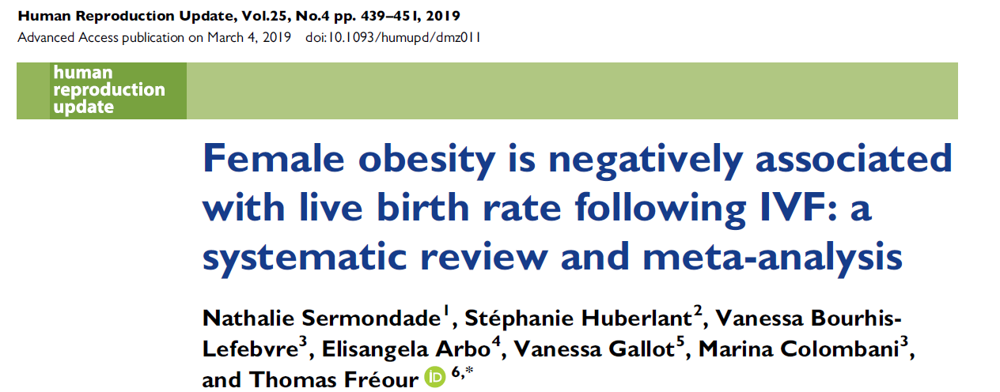 Human Reproduction Update, Vol.25, No.4 pp. 439–451, 2019
Advanced Access publication on March 4, 2019 doi:10.1093/humupd/dmz011
human
reproduction
update
Female obesity is negatively associated
with live birth rate following IVF: a
systematic review and meta-analysis
Nathalie Sermondade1, Stéphanie Huberlant2, Vanessa Bourhis-
Lefebvre3, Elisangela Arbo4, Vanessa Gallot5, Marina Colombani3,
and Thomas Fréour iD 6,*